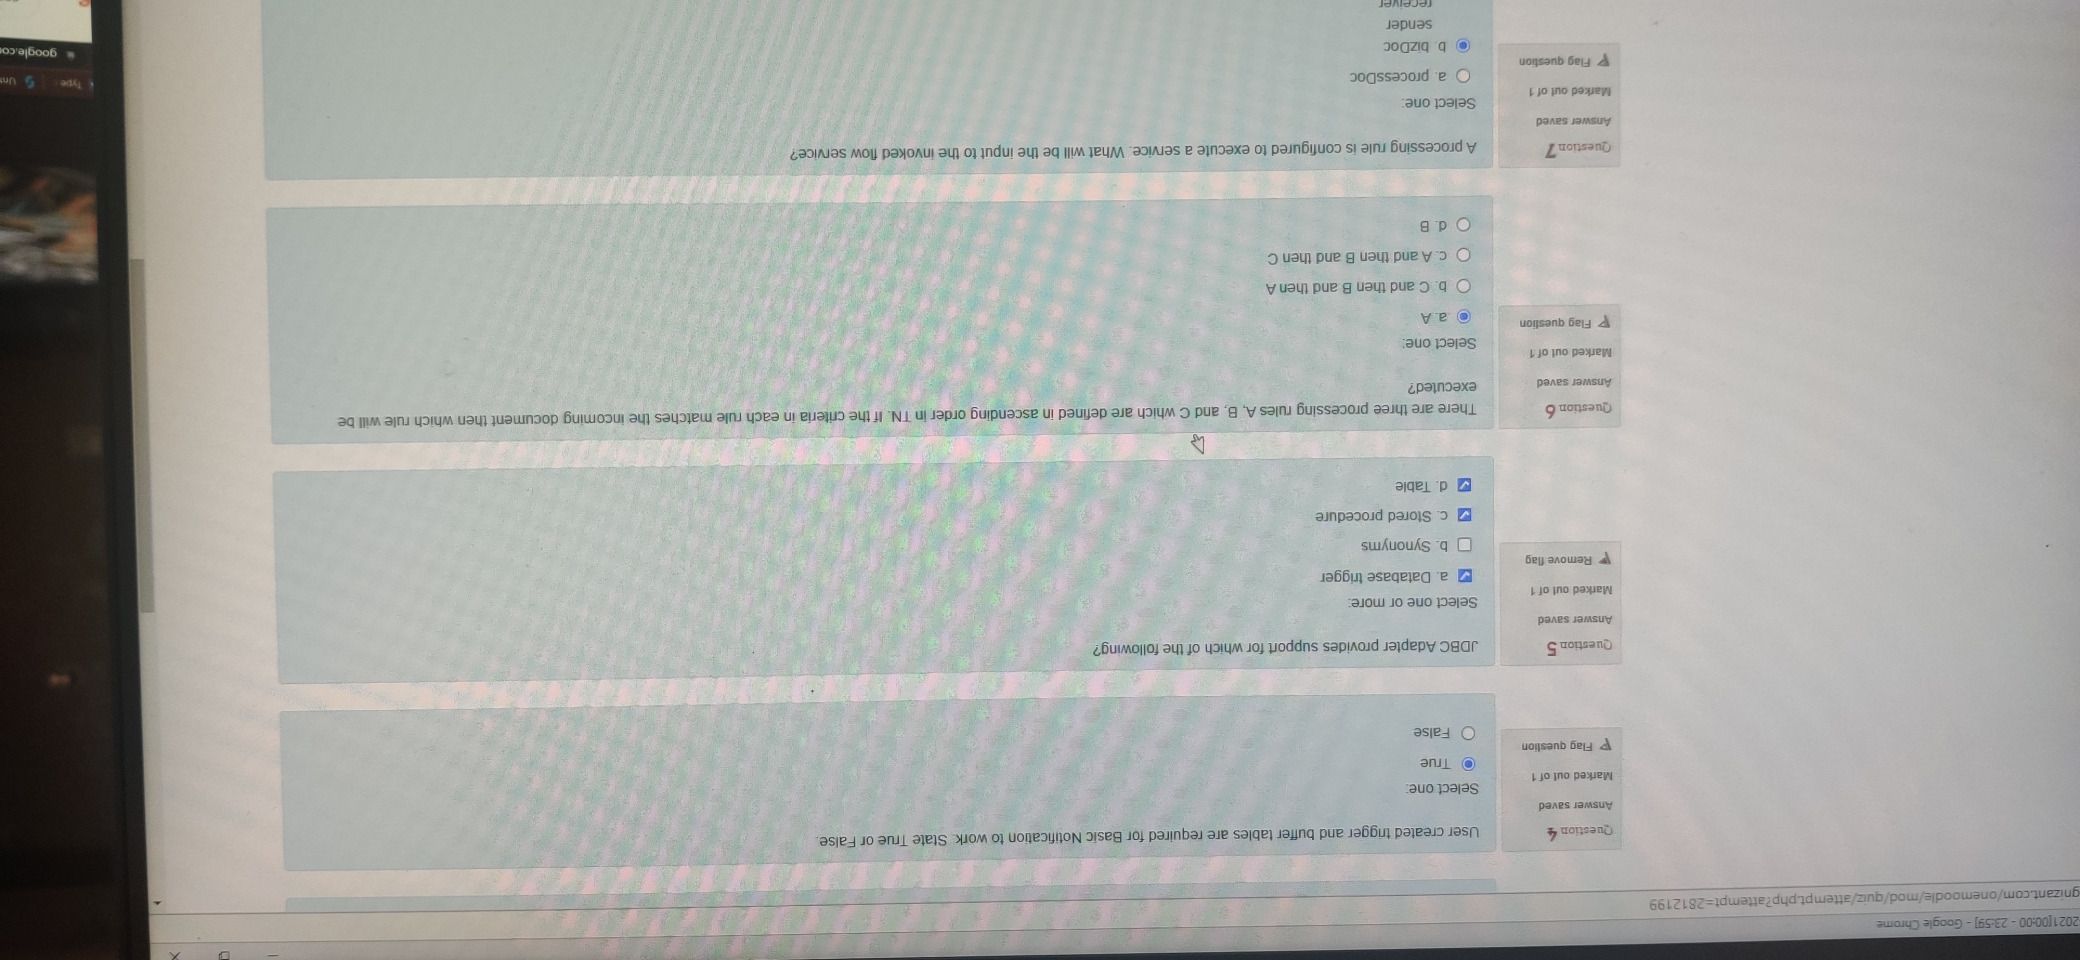 2021[00:00 - 23:59] - Google Chrome
gnizant.com/onemoodle/mod/quiz/attempt.php?attempt=2812199
Question 4
Answer saved
Marked out of 1
Flag question
User created trigger and buffer tables are required for Basic Notification to work. State True or False.
Select one:
True
False
Question 5
Answer saved
Marked out of 1
Remove flag
JDBC Adapter provides support for which of the following?
Select one or more:
a. Database trigger
b. Synonyms
c. Stored procedure
d. Table
Question 6
Answer saved
Marked out of 1
Flag question
There are three processing rules A, B, and C which are defined in ascending order in TN. If the criteria in each rule matches the incoming document then which rule will be
executed?
Select one:
a. A
b. C and then B and then A
c. A and then B and then C
d. B
Question 7
Answer saved
Marked out of 1
Flag question
A processing rule is configured to execute a service. What will be the input to the invoked flow service?
Select one:
a. processDoc
b. bizDoc
sender
receiver
Type
google.co